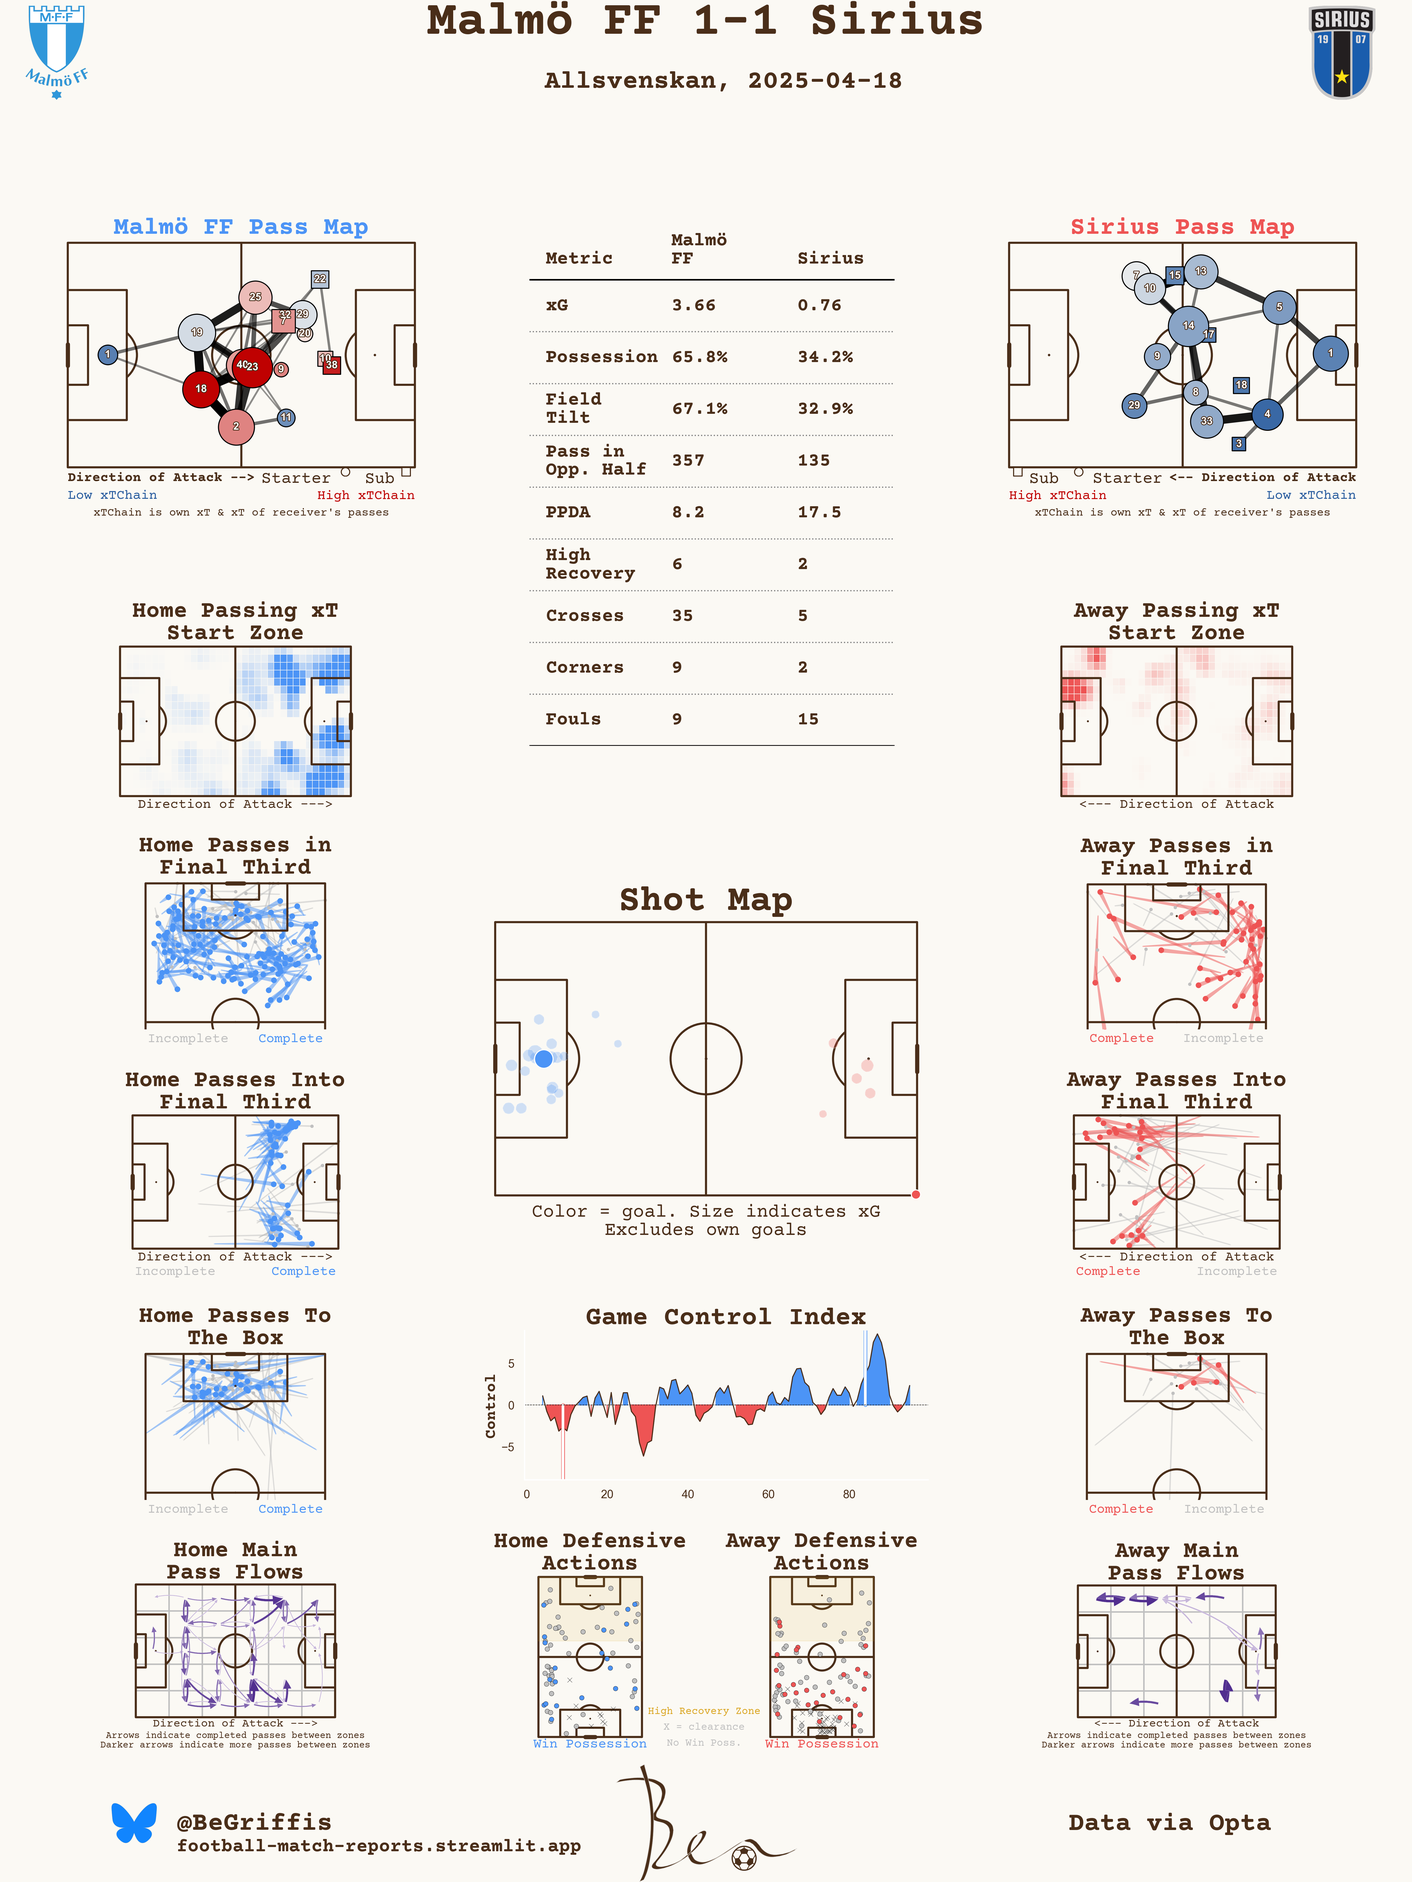 Malmö FF 1-1 Sirius
Allsvenskan, 2025-04-18
M·F·F
Malmö FF
SIRIUS
19 07
Malmö FF Pass Map
22
25
32
29
7
20
19
1
40
23
10
38
9
18
11
2
Direction of Attack --> Starter Sub
Low xTChain High xTChain
xTChain is own xT & xT of receiver's passes
Metric Malmö FF Sirius
xG 3.66 0.76
Possession 65.8% 34.2%
Field Tilt 67.1% 32.9%
Pass in Opp. Half 357 135
PPDA 8.2 17.5
High Recovery 6 2
Crosses 35 5
Corners 9 2
Fouls 9 15
Sirius Pass Map
7
15
13
10
5
14
17
9
1
18
8
29
4
33
3
Sub Starter <-- Direction of Attack
High xTChain Low xTChain
xTChain is own xT & xT of receiver's passes
Home Passing xT
Start Zone
Direction of Attack --->
Away Passing xT
Start Zone
<--- Direction of Attack
Home Passes in
Final Third
Incomplete Complete
Away Passes in
Final Third
Complete Incomplete
Shot Map
Color = goal. Size indicates xG
Excludes own goals
Home Passes Into
Final Third
Direction of Attack --->
Incomplete Complete
Away Passes Into
Final Third
<--- Direction of Attack
Complete Incomplete
Home Passes To
The Box
Incomplete Complete
Game Control Index
Control
5
0
−5
0 20 40 60 80
Away Passes To
The Box
Complete Incomplete
Home Main
Pass Flows
Direction of Attack --->
Arrows indicate completed passes between zones
Darker arrows indicate more passes between zones
Home Defensive
Actions
Win Possession
Away Defensive
Actions
Win Possession
High Recovery Zone
X = clearance
No Win Poss.
Away Main
Pass Flows
<--- Direction of Attack
Arrows indicate completed passes between zones
Darker arrows indicate more passes between zones
@BeGriffis
football-match-reports.streamlit.app
Ben
Data via Opta